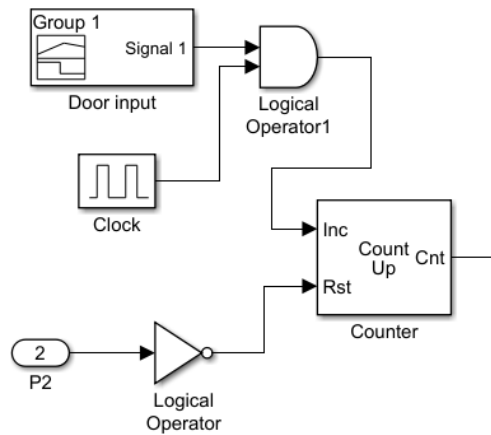 Group 1
Signal 1
Door input
Logical
Operator1
Clock
Inc
Count
Up
Cnt
Rst
Counter
2
P2
Logical
Operator